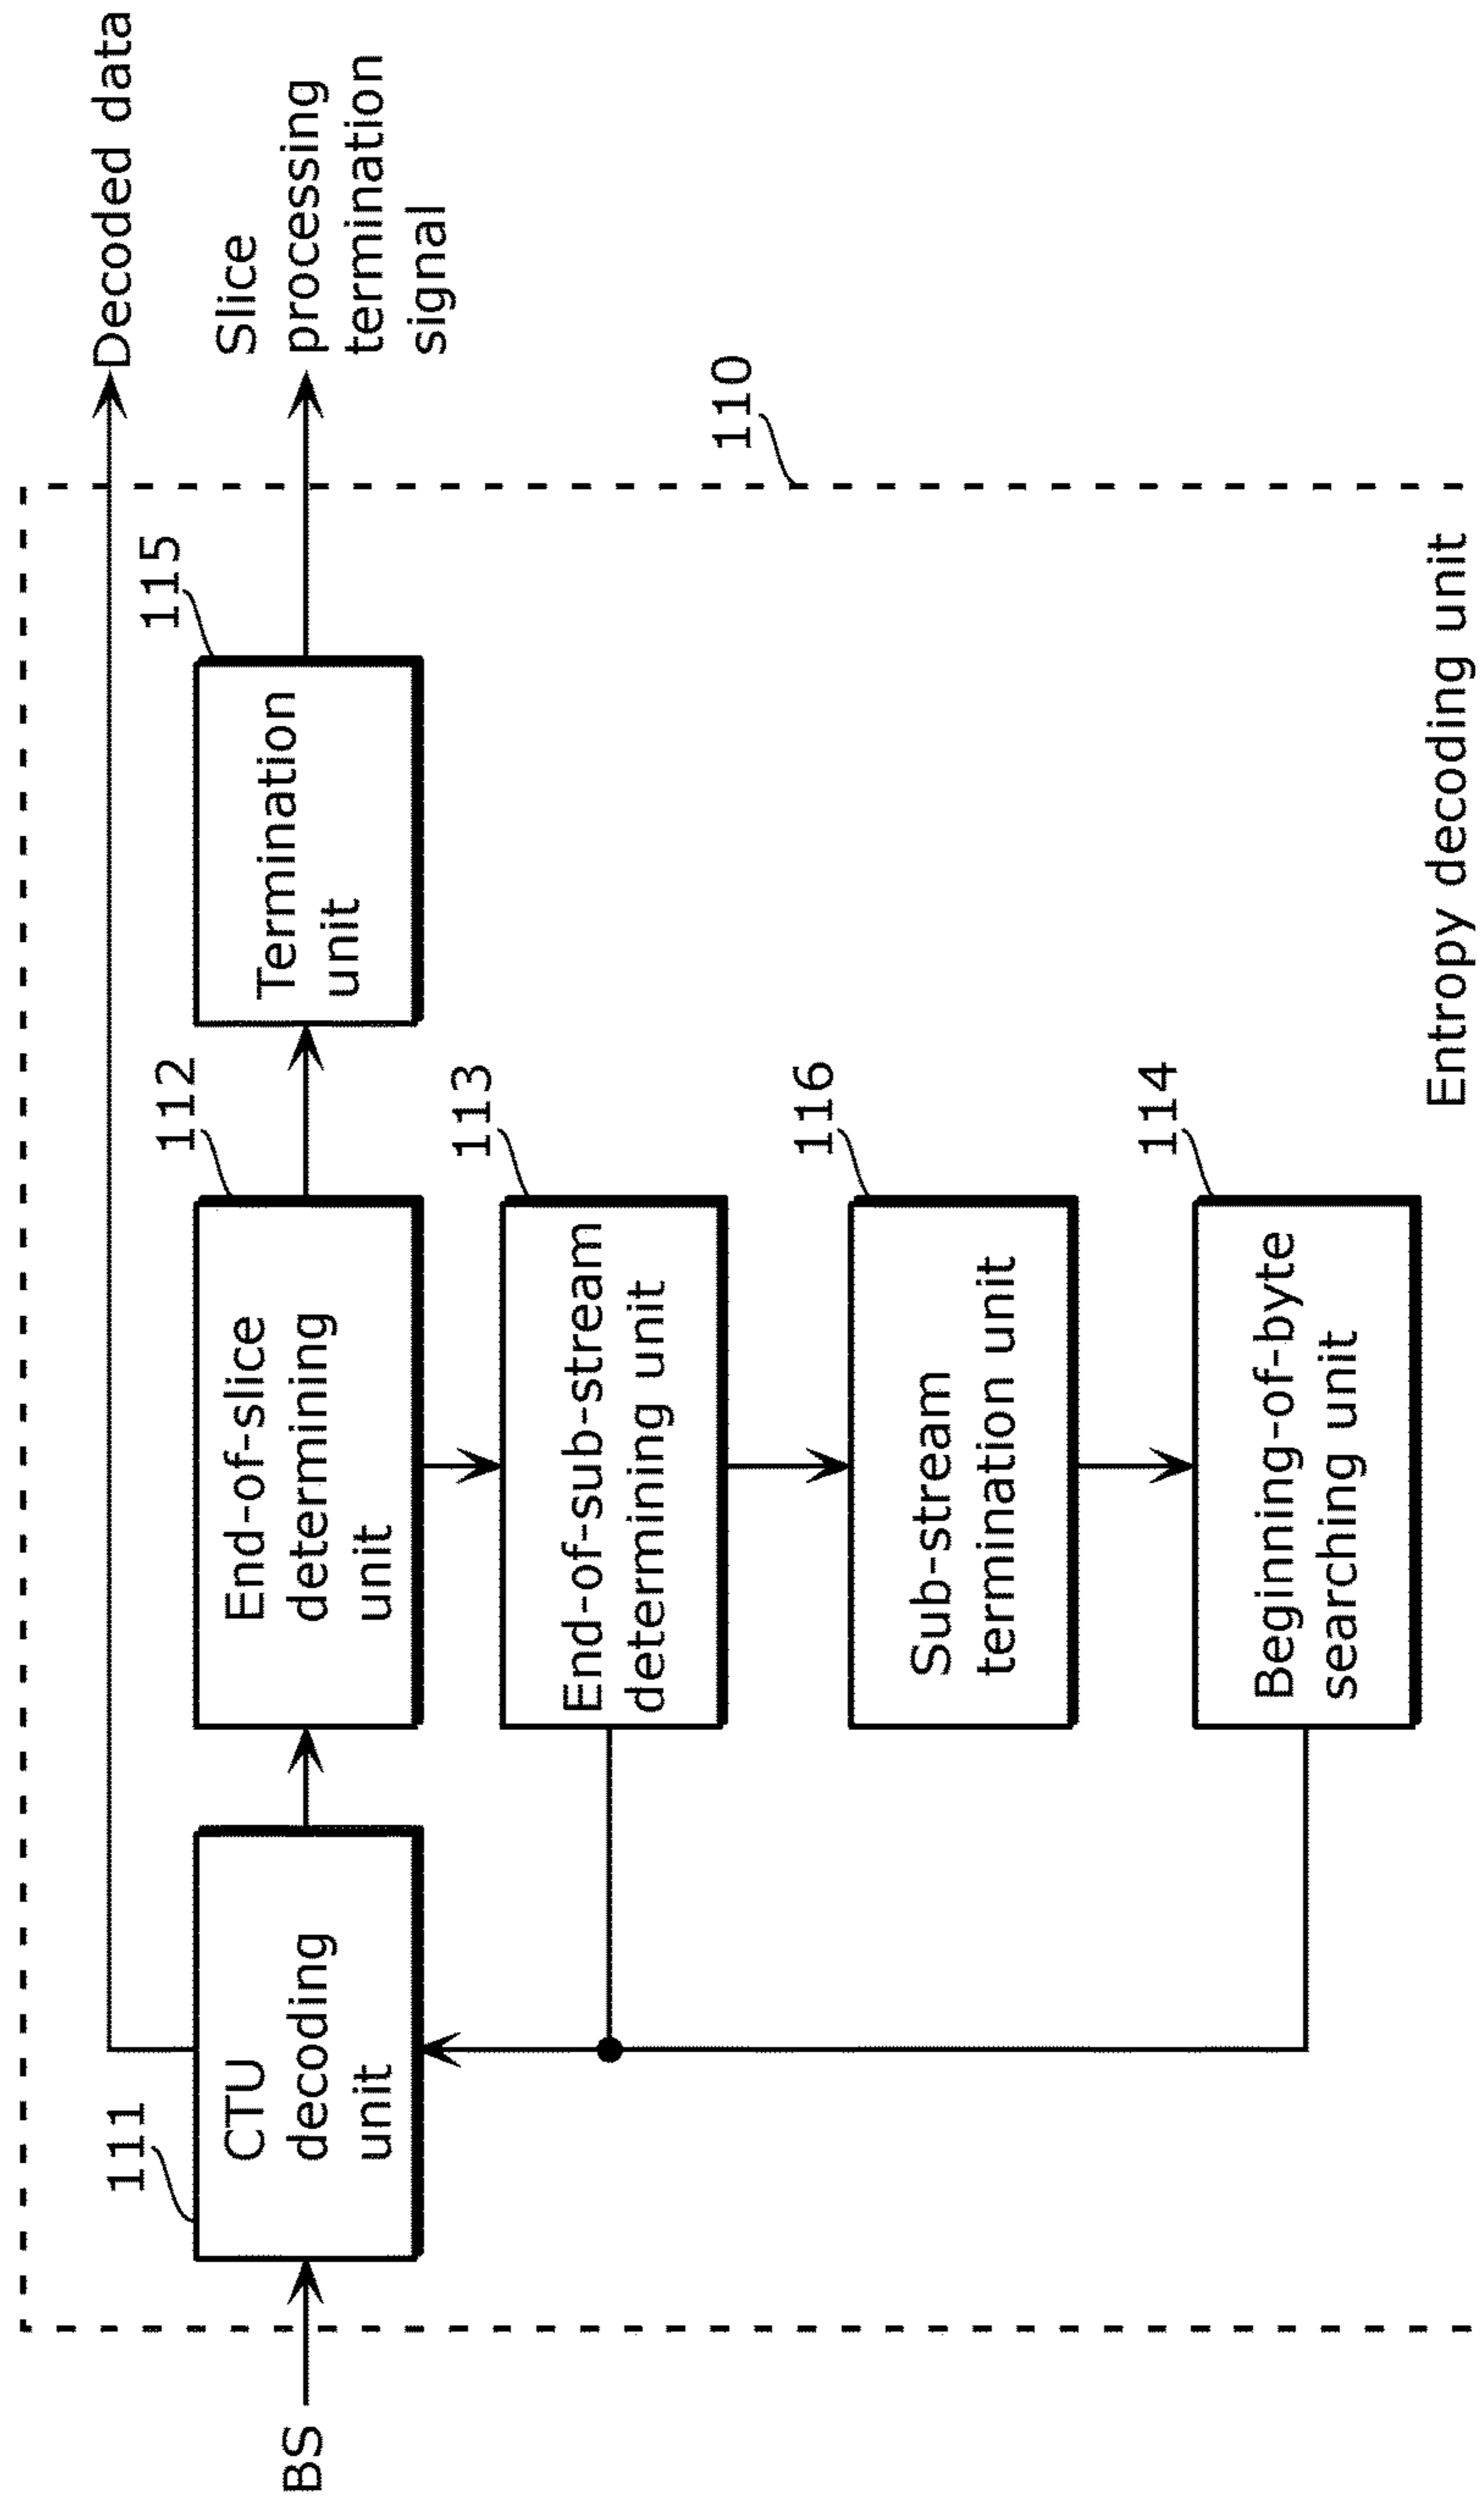 Decoded data
BS
111
CTU
decoding
unit
112
End-of-slice
determining
unit
115
Termination
unit
Slice
processing
termination
signal
113
End-of-sub-stream
determining unit
110
116
Sub-stream
termination unit
114
Beginning-of-byte
searching unit
Entropy decoding unit